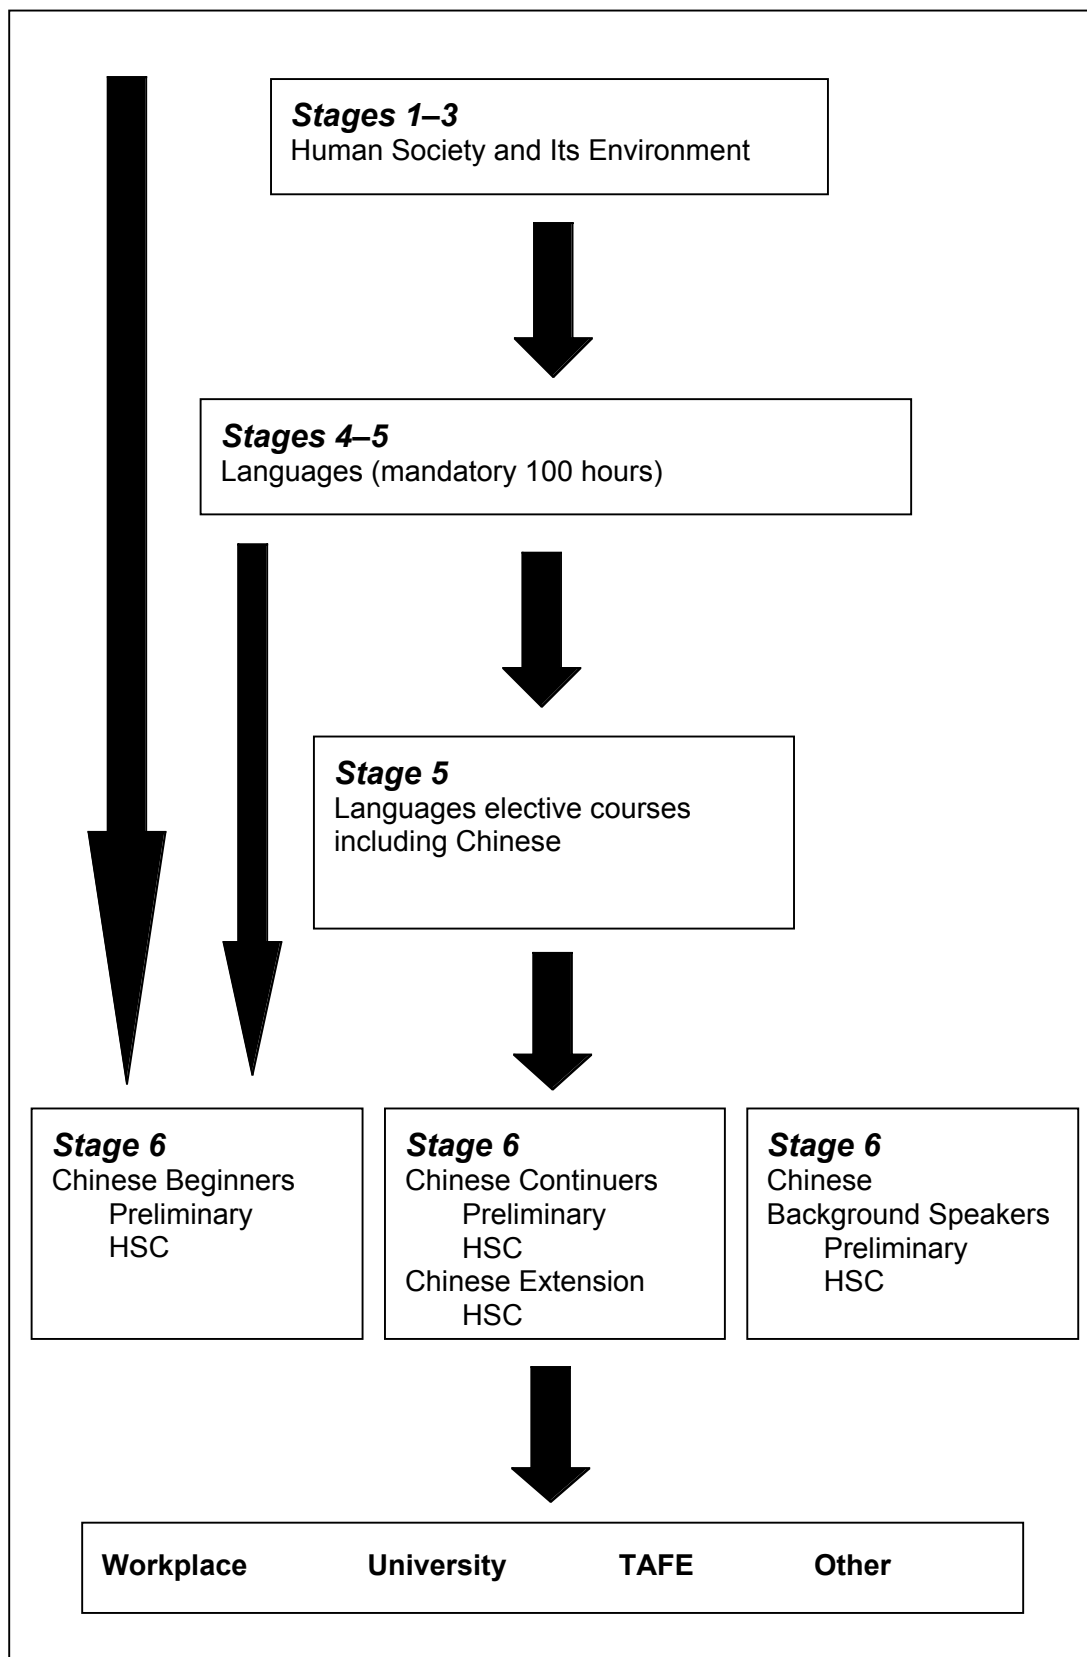 Stages 1–3
Human Society and Its Environment
Stages 4–5
Languages (mandatory 100 hours)
Stage 5
Languages elective courses
including Chinese
Stage 6
Chinese Beginners
Preliminary
HSC
Stage 6
Chinese Continuers
Preliminary
HSC
Chinese Extension
HSC
Stage 6
Chinese
Background Speakers
Preliminary
HSC
Workplace University TAFE Other